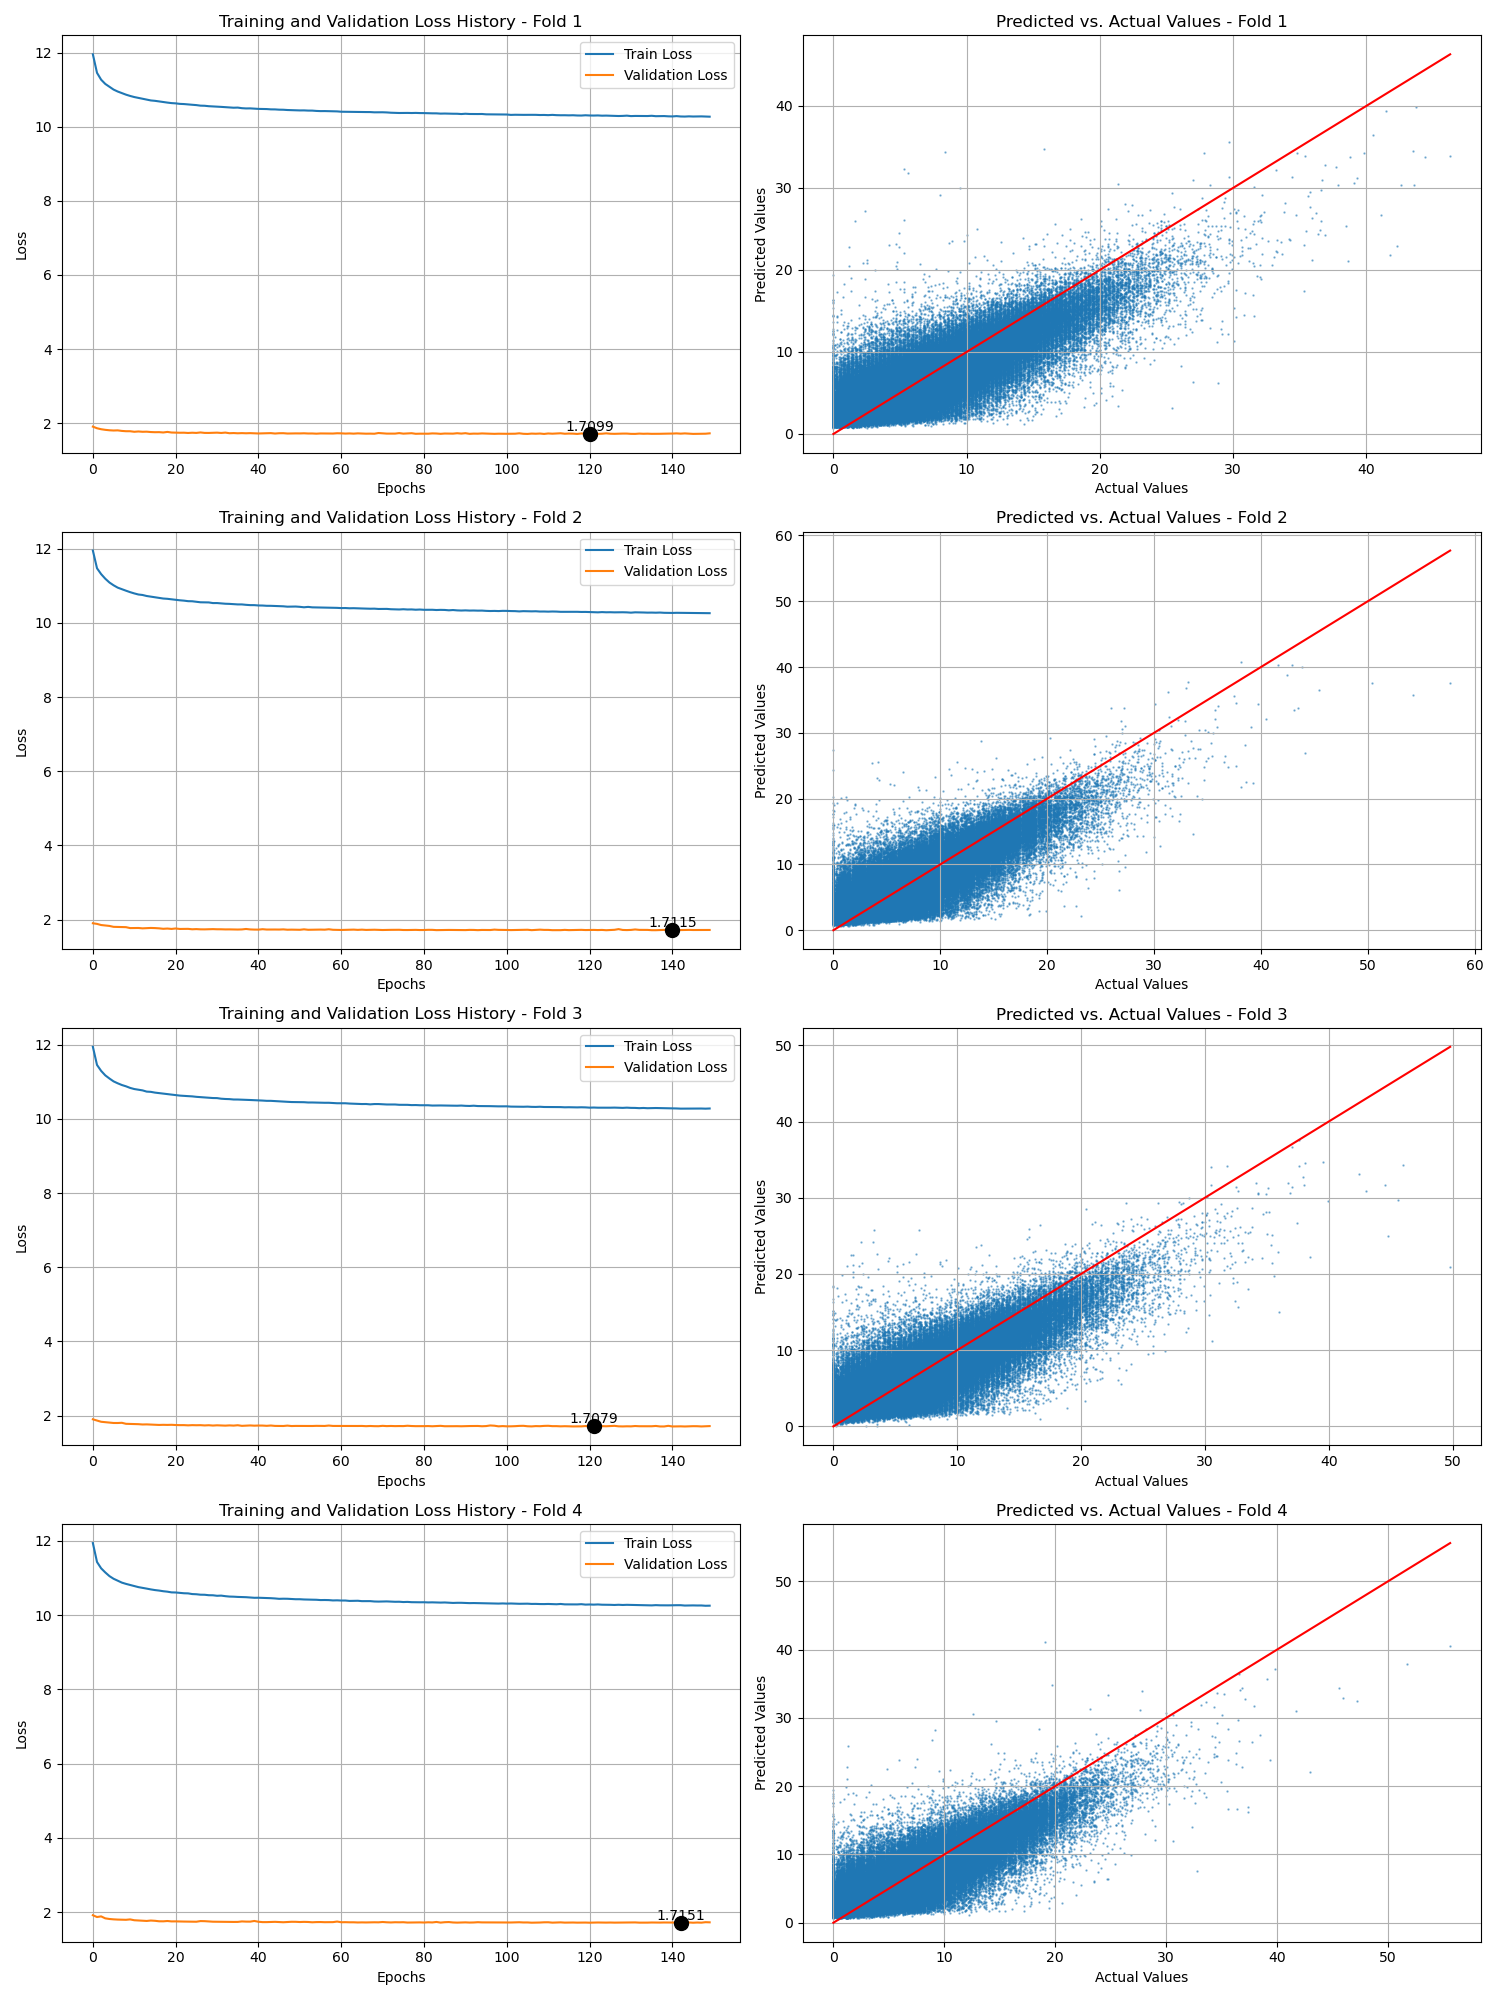 Training and Validation Loss History - Fold 1
Train Loss
Validation Loss
12
10
8
6
4
2
Loss
1.7099
0 20 40 60 80 100 120 140
Epochs
Predicted vs. Actual Values - Fold 1
40
30
20
10
0
Predicted Values
0 10 20 30 40
Actual Values
Training and Validation Loss History - Fold 2
Train Loss
Validation Loss
12
10
8
6
4
2
Loss
1.7115
0 20 40 60 80 100 120 140
Epochs
Predicted vs. Actual Values - Fold 2
60
50
40
30
20
10
0
Predicted Values
0 10 20 30 40 50 60
Actual Values
Training and Validation Loss History - Fold 3
Train Loss
Validation Loss
12
10
8
6
4
2
Loss
1.7079
0 20 40 60 80 100 120 140
Epochs
Predicted vs. Actual Values - Fold 3
50
40
30
20
10
0
Predicted Values
0 10 20 30 40 50
Actual Values
Training and Validation Loss History - Fold 4
Train Loss
Validation Loss
12
10
8
6
4
2
Loss
1.7151
0 20 40 60 80 100 120 140
Epochs
Predicted vs. Actual Values - Fold 4
50
40
30
20
10
0
Predicted Values
0 10 20 30 40 50
Actual Values